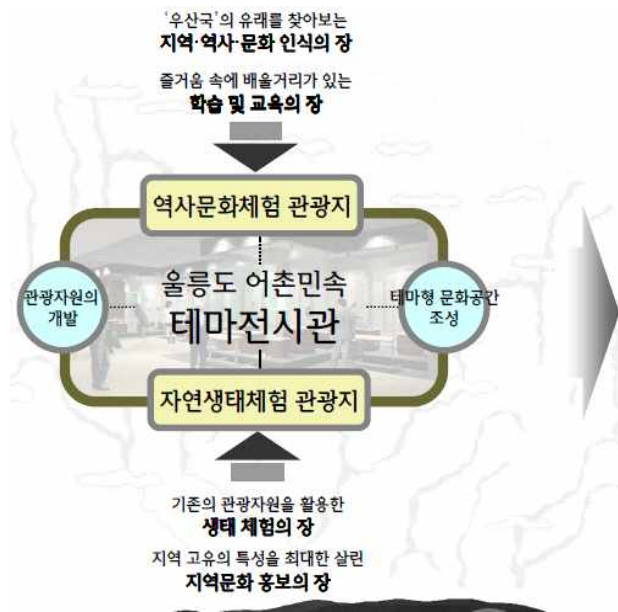 '우산국'의 유래를 찾아보는
지역·역사·문화 인식의 장
즐거움 속에 배울거리가 있는
학습 및 교육의 장
역사문화체험 관광지
관광자원의
개발
울릉도 어촌민속
테마전시관
테마형 문화공간
조성
자연생태체험 관광지
기존의 관광자원을 활용한
생태 체험의 장
지역 고유의 특성을 최대한 살린
지역문화 홍보의 장